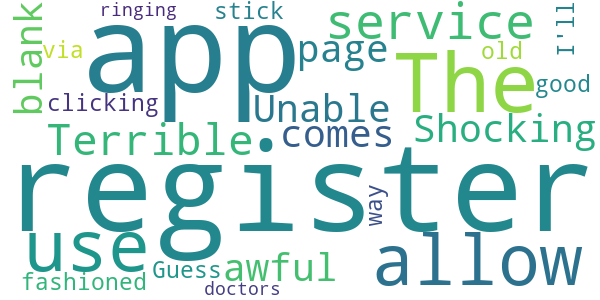 ringing
stick
I'll
blank
via
app
page
service
The
old
good
clicking
Unable
comes
Terrible
Shocking
register
way
use
Guess
awful
allow
fashioned
doctors